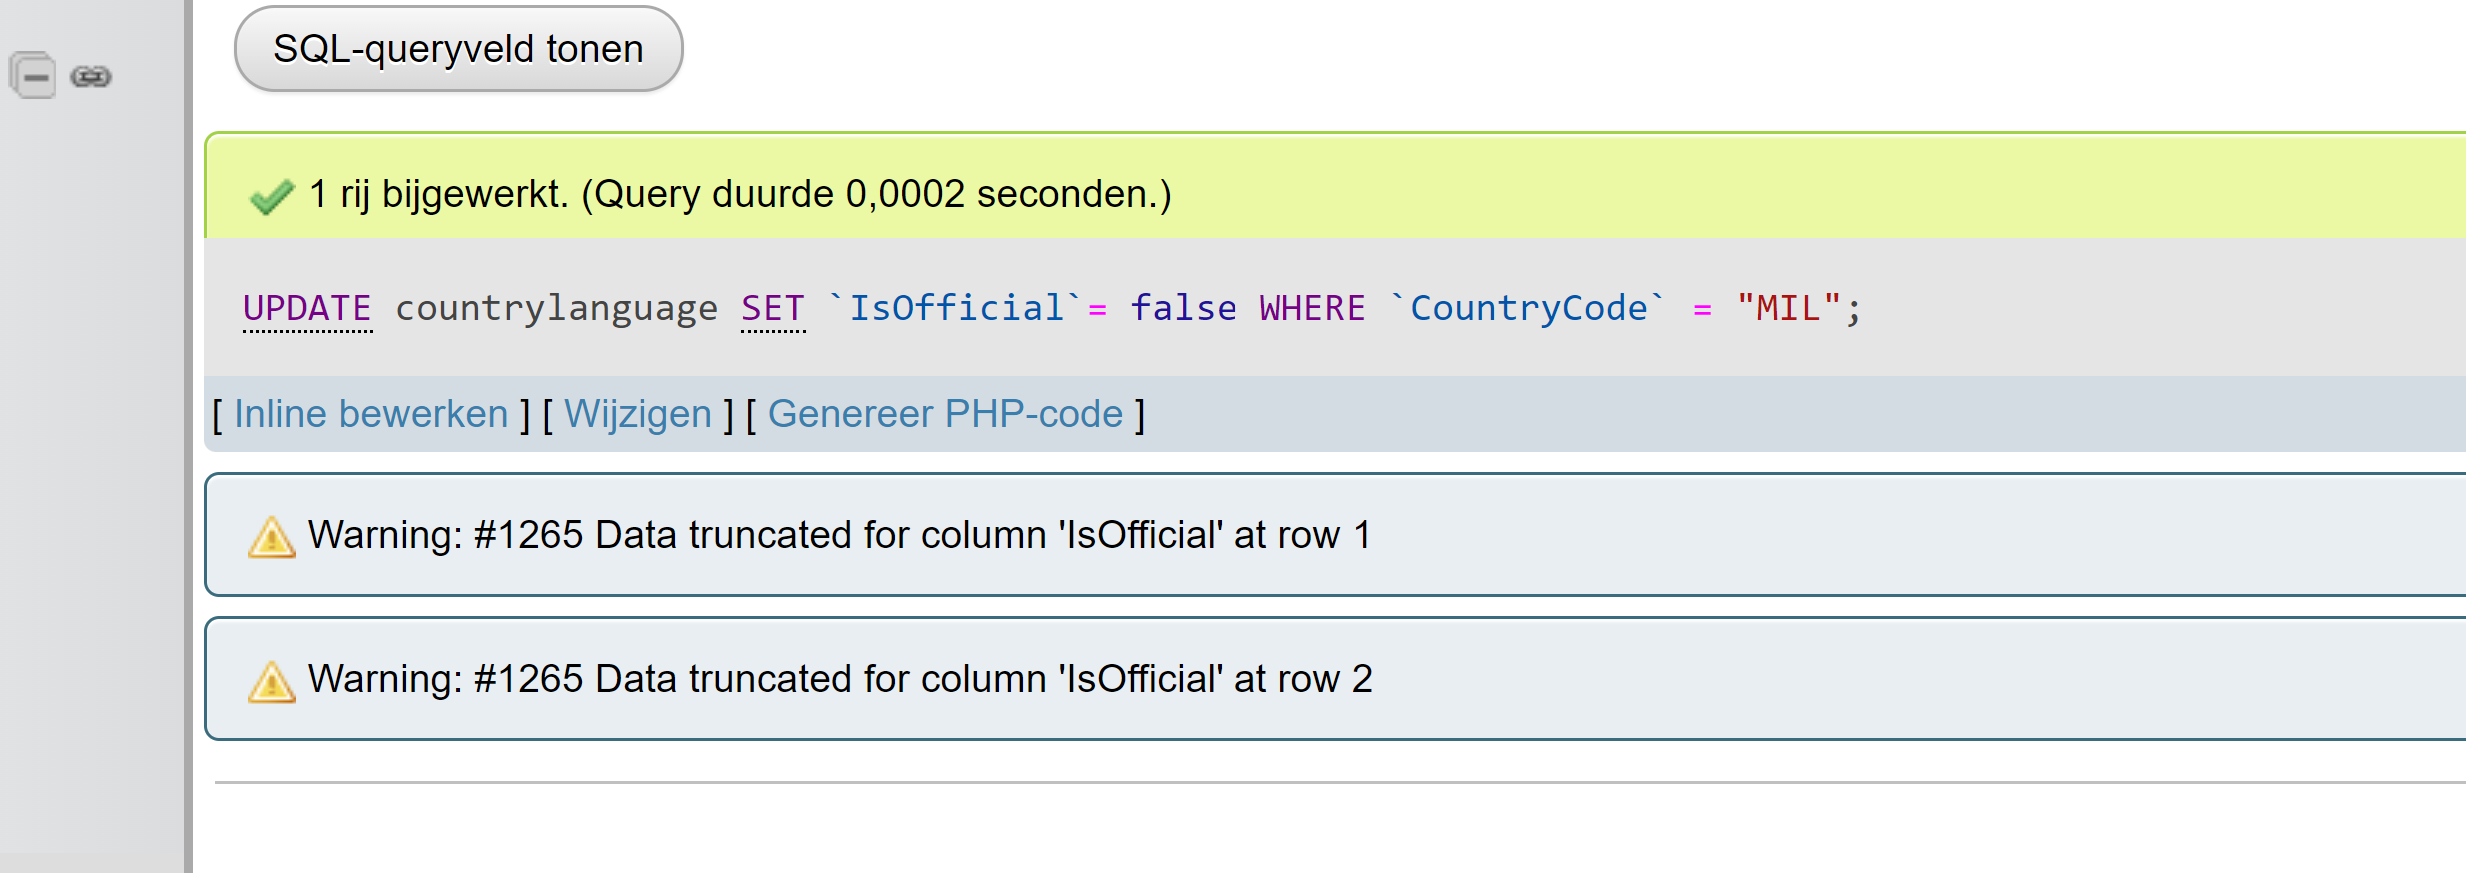 SQL-queryveld tonen
1 rij bijgewerkt. (Query duurde 0,0002 seconden.)
UPDATE countrylanguage SET `IsOfficial`= false WHERE `CountryCode` = "MIL";
[ Inline bewerken ] [ Wijzigen ] [ Genereer PHP-code ]
Warning: #1265 Data truncated for column 'IsOfficial' at row 1
Warning: #1265 Data truncated for column 'IsOfficial' at row 2